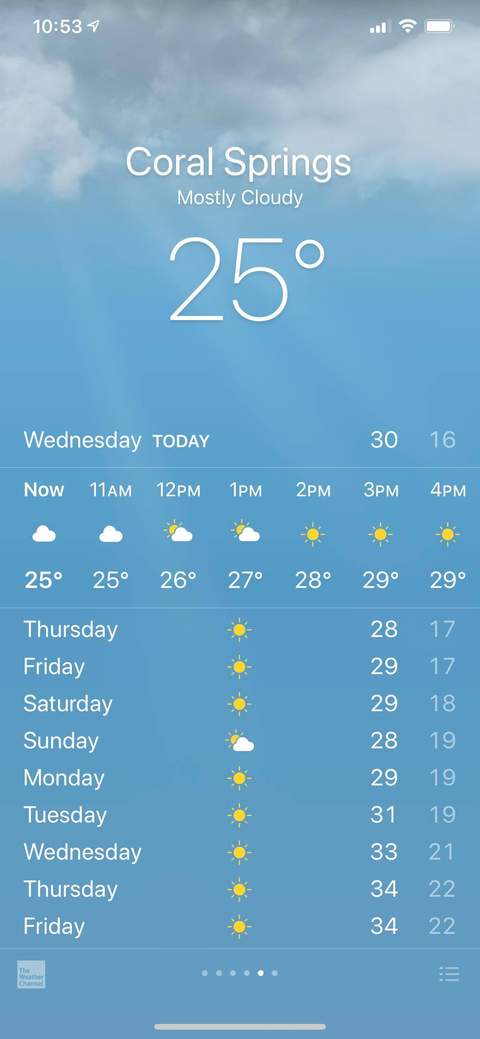 10:53
Coral Springs
Mostly Cloudy
25°
Wednesday TODAY 30 16
Now 11AM 12PM 1PM 2PM 3PM 4PM
25° 25° 26° 27° 28° 29° 29°
Thursday 28 17
Friday 29 17
Saturday 29 18
Sunday 28 19
Monday 29 19
Tuesday 31 19
Wednesday 33 21
Thursday 34 22
Friday 34 22
The
Weather
Channel